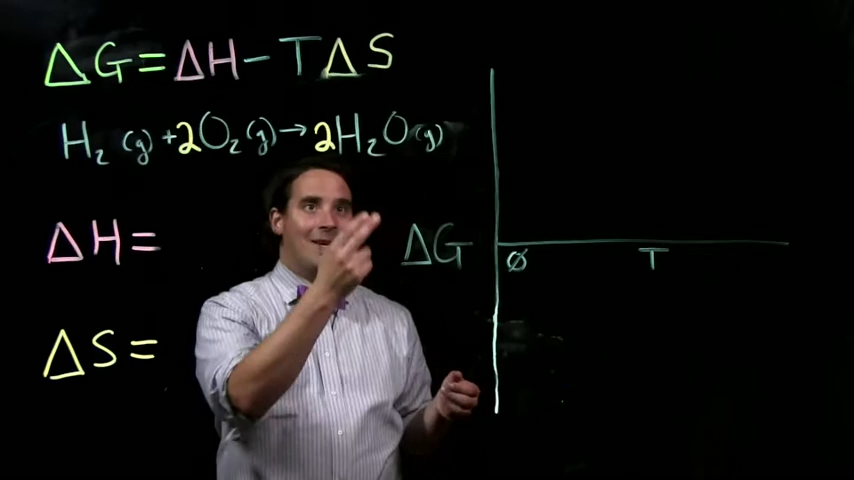 ΔG = ΔH - TΔS
H₂ (g) + 2O₂ (g) → 2H₂O (g)
ΔH =
ΔG
Ø T
ΔS =